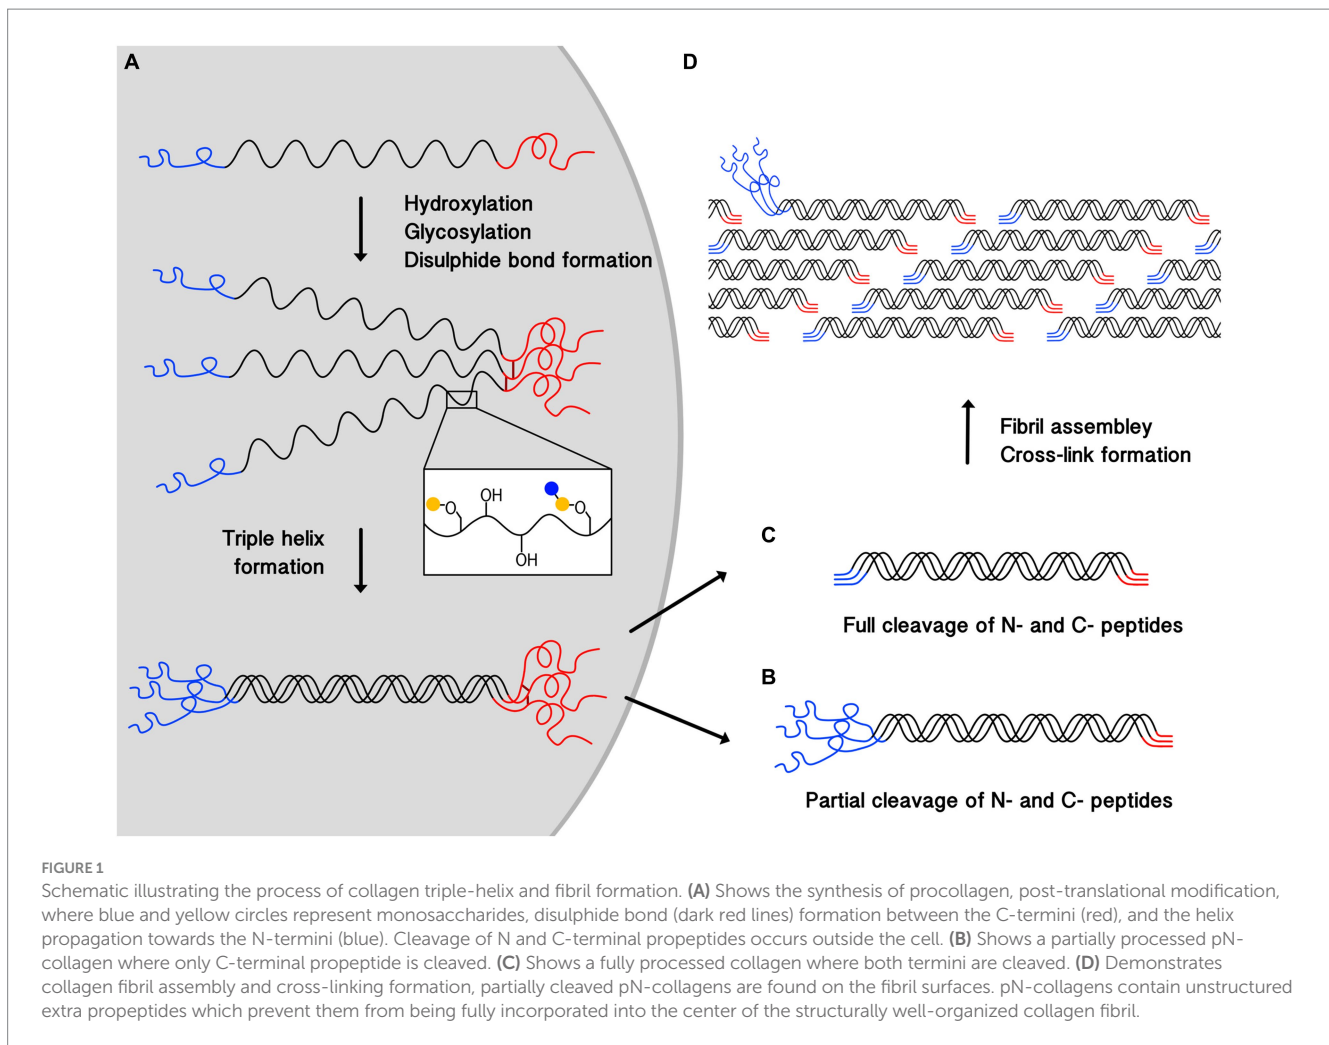 A
Hydroxylation
Glycosylation
Disulphide bond formation
OH
O
O
OH
Triple helix
formation
D
Fibril assembley
Cross-link formation
C
Full cleavage of N- and C- peptides
B
Partial cleavage of N- and C- peptides
FIGURE 1
Schematic illustrating the process of collagen triple-helix and fibril formation. (A) Shows the synthesis of procollagen, post-translational modification,
where blue and yellow circles represent monosaccharides, disulphide bond (dark red lines) formation between the C-termini (red), and the helix
propagation towards the N-termini (blue). Cleavage of N and C-terminal propeptides occurs outside the cell. (B) Shows a partially processed pN-
collagen where only C-terminal propeptide is cleaved. (C) Shows a fully processed collagen where both termini are cleaved. (D) Demonstrates
collagen fibril assembly and cross-linking formation, partially cleaved pN-collagens are found on the fibril surfaces. pN-collagens contain unstructured
extra propeptides which prevent them from being fully incorporated into the center of the structurally well-organized collagen fibril.